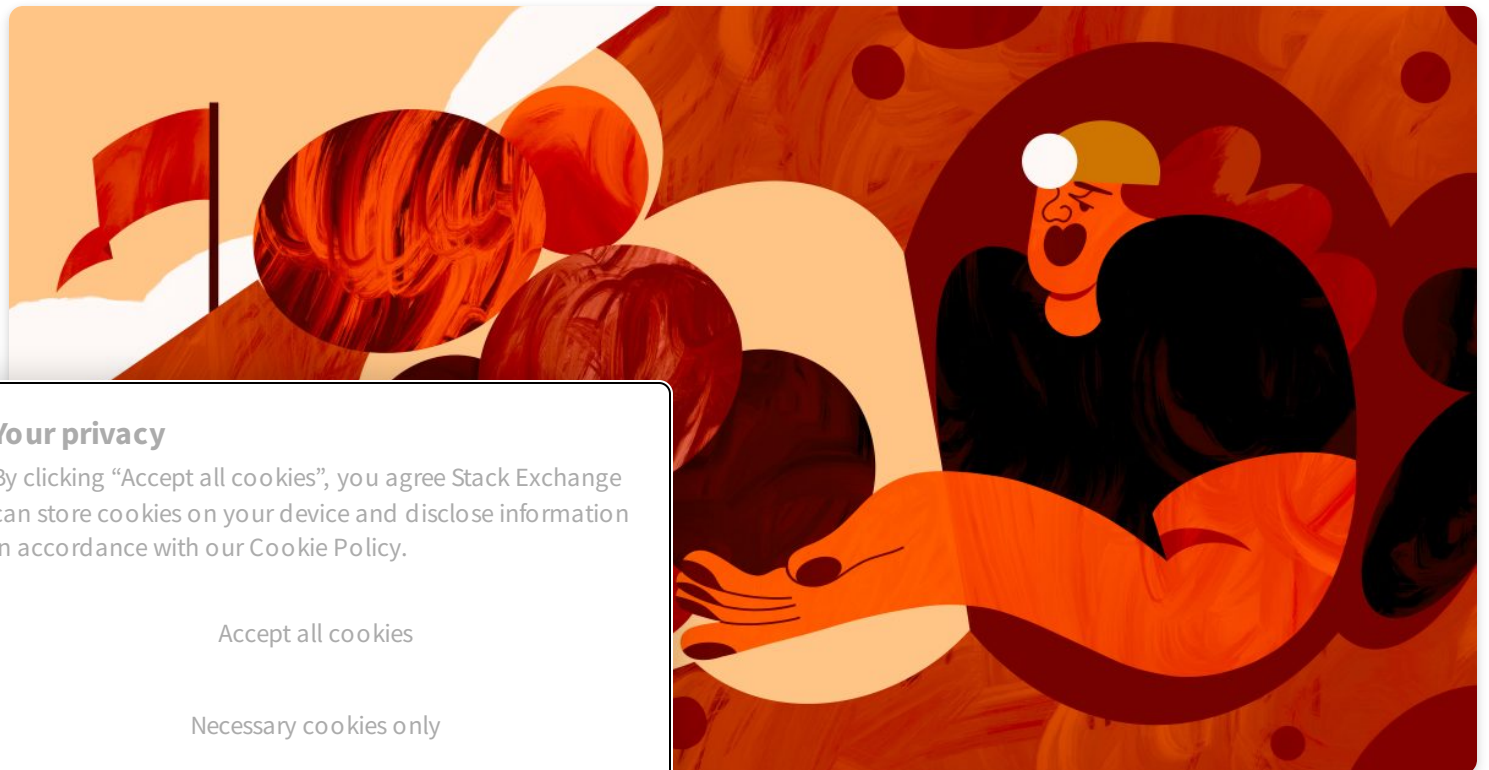 Your privacy
By clicking “Accept all cookies”, you agree Stack Exchange
can store cookies on your device and disclose information
in accordance with our Cookie Policy.
Accept all cookies
Necessary cookies only